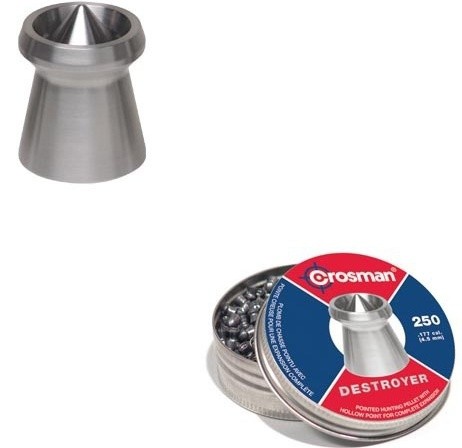 Crosman®
250
.177 cal.
(4.5 mm)
DESTROYER
POINTED HUNTING PELLET WITH
HOLLOW POINT FOR COMPLETE EXPANSION
PLOMB DE CHASSE POINTU AVEC
POINTE CREUSE POUR UNE EXPANSION COMPLETE